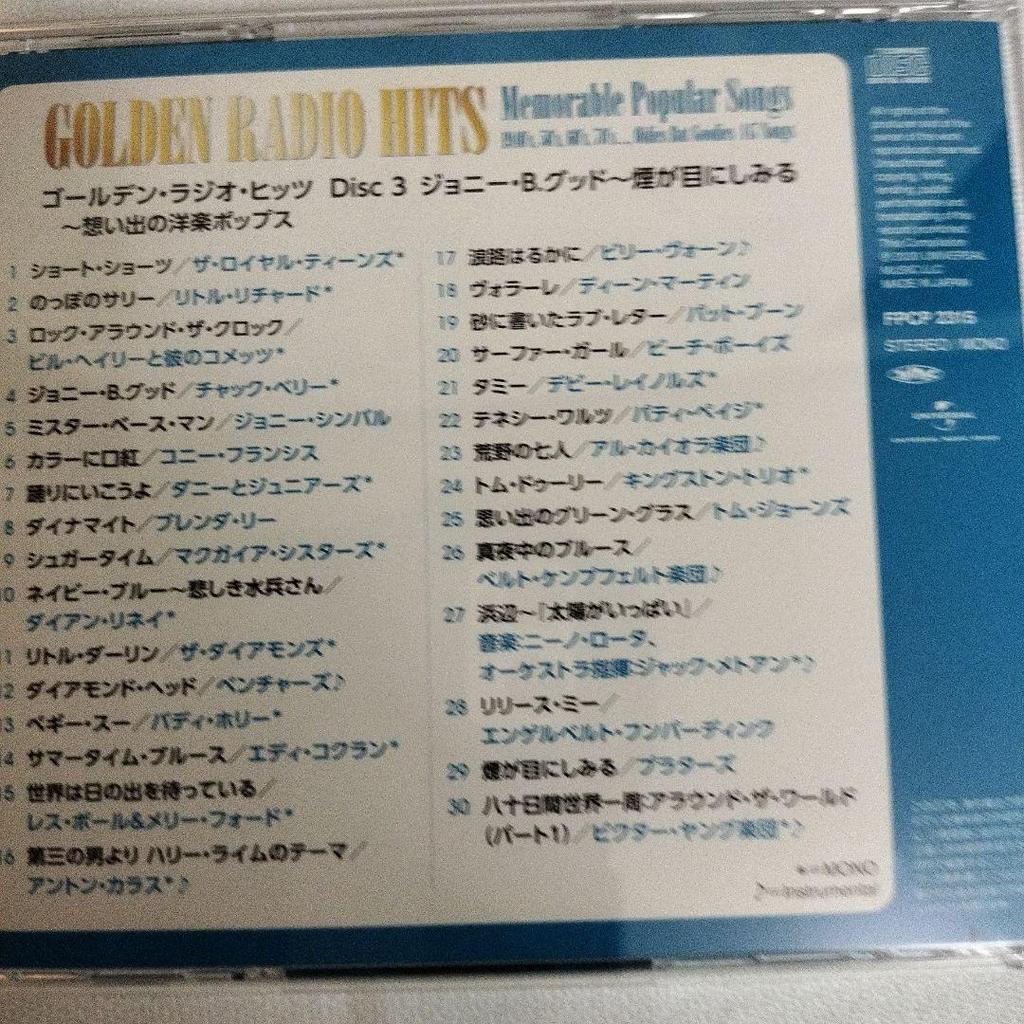 GOLDEN RADIO HITS
Memorable Popular Songs
ゴールデン・ラジオ・ヒッツ Disc 3 ジョニー・B.グッド〜煙が目にしみる
〜想い出の洋楽ポップス
1 ショート・ショーツ/ザ・ロイヤル・ティーンズ*
2 のっぽのサリー/リトル・リチャード*
3 ロック・アラウンド・ザ・クロック/
ビル・ヘイリーと彼のコメッツ*
4 ジョニー・B.グッド/チャック・ベリー*
5 ミスター・ベース・マン/ジョニー・シンバル
6 カラーに口紅/コニー・フランシス
7 踊りにいこうよ/ダニーとジュニアーズ*
8 ダイナマイト/ブレンダ・リー
9 シュガータイム/マクガイア・シスターズ*
10 ネイビー・ブルー〜悲しき水兵さん/
ダイアン・リネイ*
11 リトル・ダーリン/ザ・ダイアモンズ*
12 ダイアモンド・ヘッド/ベンチャーズ♪
13 ペギー・スー/バディ・ホリー*
14 サマータイム・ブルース/エディ・コクラン*
15 世界は日の出を待っている/
レス・ポール&メリー・フォード*
16 第三の男より ハリー・ライムのテーマ/
アントン・カラス*♪
17 浪路はるかに/ビリー・ヴォーン♪
18 ヴォラーレ/ディーン・マーティン
19 砂に書いたラブ・レター/パット・ブーン
20 サーファー・ガール/ビーチ・ボーイズ
21 タミー/デビー・レイノルズ*
22 テネシー・ワルツ/パティ・ペイジ*
23 荒野の七人/アル・カイオラ楽団♪
24 トム・ドゥーリー/キングストン・トリオ*
25 思い出のグリーン・グラス/トム・ジョーンズ
26 真夜中のブルース/
ベルト・ケンプフェルト楽団♪
27 浜辺〜「太陽がいっぱい」/
音楽:ニーノ・ロータ、
オーケストラ指揮:ジャック・メトアン*♪
28 リリース・ミー/
エンゲルベルト・フンパーディンク
29 煙が目にしみる/プラターズ
30 八十日間世界一周:アラウンド・ザ・ワールド
(パート1)/ビクター・ヤング楽団*♪
*=MONO
♪=Instrumental
STEREO/MONO
UNIVERSAL